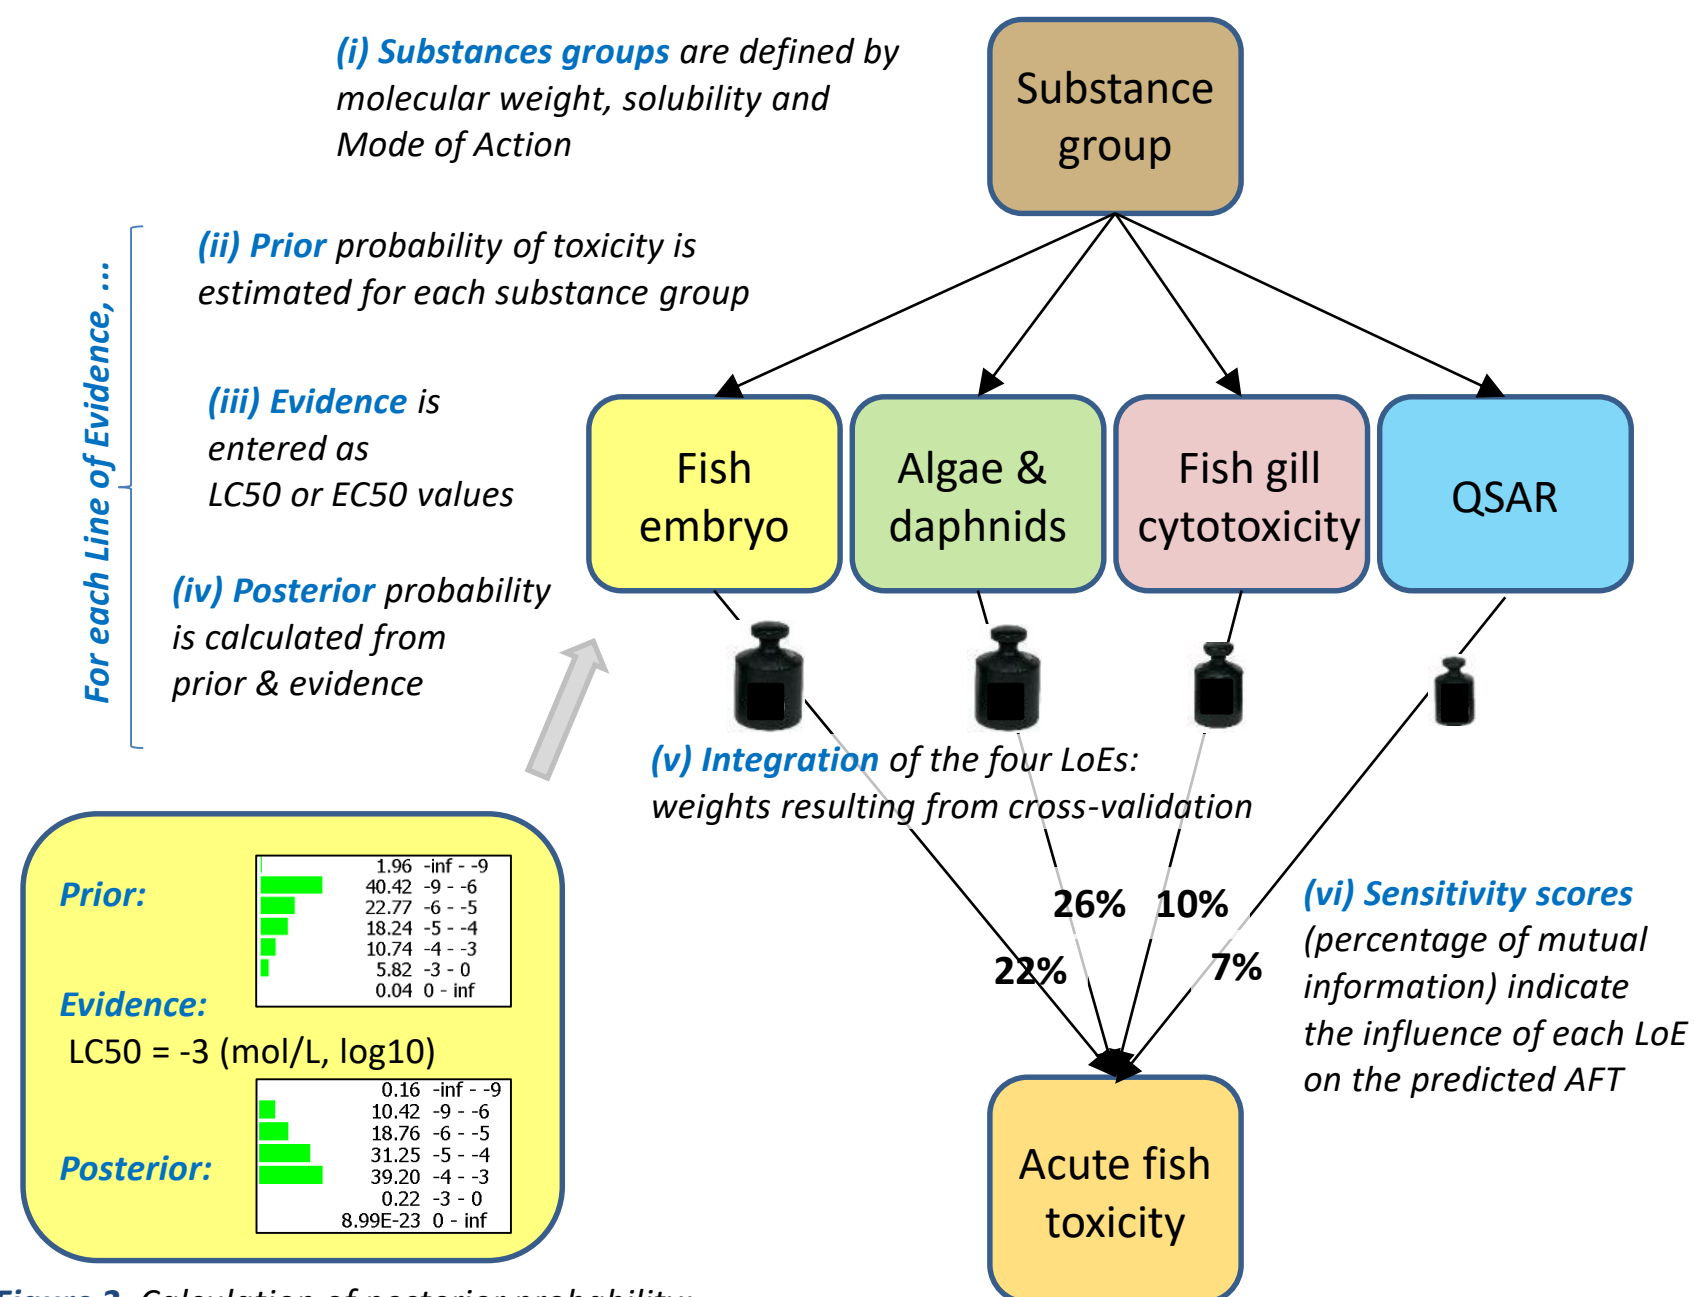 (i) Substances groups are defined by
molecular weight, solubility and
Mode of Action
Substance
group
For each Line of Evidence, ...
(ii) Prior probability of toxicity is
estimated for each substance group
(iii) Evidence is
entered as
LC50 or EC50 values
(iv) Posterior probability
is calculated from
prior & evidence
Fish
embryo
Algae &
daphnids
Fish gill
cytotoxicity
QSAR
(v) Integration of the four LoEs:
weights resulting from cross-validation
26%
10%
22%
7%
(vi) Sensitivity scores
(percentage of mutual
information) indicate
the influence of each LoE
on the predicted AFT
Prior:
1.96 -inf - -9
40.42 -9 - -6
22.77 -6 - -5
18.24 -5 - -4
10.74 -4 - -3
5.82 -3 - 0
0.04 0 - inf
Evidence:
LC50 = -3 (mol/L, log10)
Posterior:
0.16 -inf - -9
10.42 -9 - -6
18.76 -6 - -5
31.25 -5 - -4
39.20 -4 - -3
0.22 -3 - 0
8.99E-23 0 - inf
Acute fish
toxicity
Calculation of posterior probability: